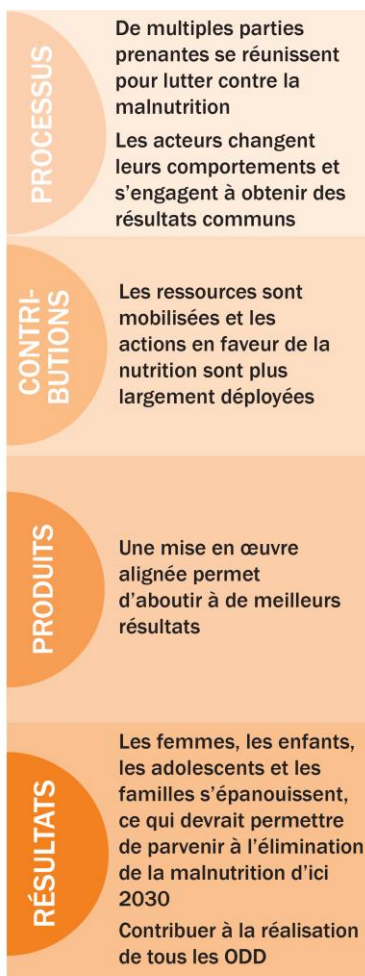 PROCESSUS
De multiples parties
prenantes se réunissent
pour lutter contre la
malnutrition
Les acteurs changent
leurs comportements et
s'engagent à obtenir des
résultats communs
CONTRI-
BUTIONS
Les ressources sont
mobilisées et les
actions en faveur de la
nutrition sont plus
largement déployées
PRODUITS
Une mise en œuvre
alignée permet
d'aboutir à de meilleurs
résultats
RÉSULTATS
Les femmes, les enfants,
les adolescents et les
familles s'épanouissent,
ce qui devrait permettre
de parvenir à l'élimination
de la malnutrition d'ici
2030
Contribuer à la réalisation
de tous les ODD